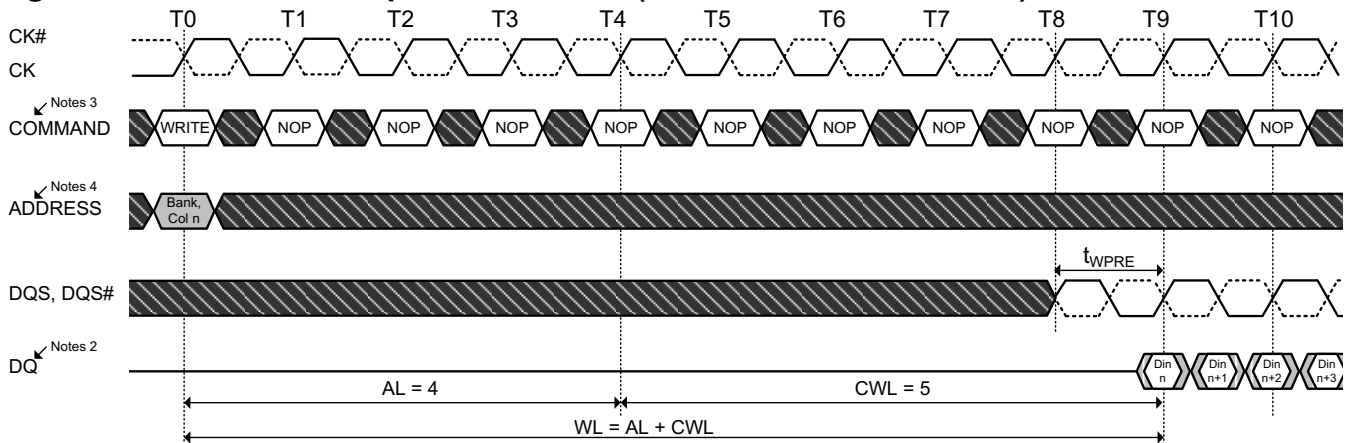 T0 T1 T2 T3 T4 T5 T6 T7 T8 T9 T10
CK#
CK
Notes 3
COMMAND WRITE NOP NOP NOP NOP NOP NOP NOP NOP NOP NOP
Notes 4
ADDRESS Bank,
Col n
tWPRE
DQS, DQS#
Notes 2
DQ Din n Din n+1 Din n+2 Din n+3
AL = 4 CWL = 5
WL = AL + CWL